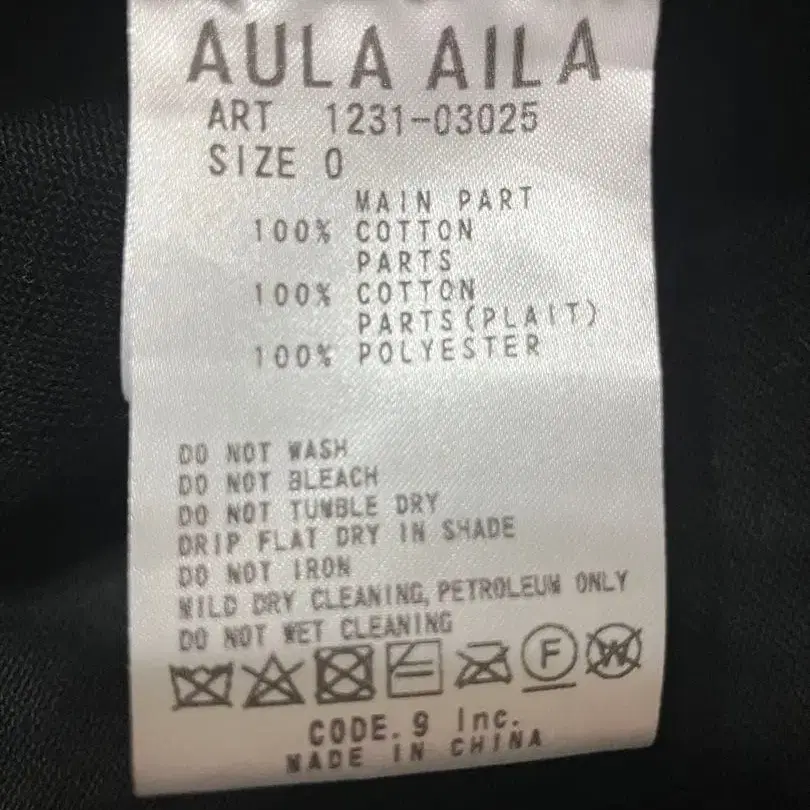 AULA AILA
ART 1231-03025
SIZE 0
MAIN PART
100% COTTON
PARTS
100% COTTON
PARTS(PLAIT)
100% POLYESTER
DO NOT WASH
DO NOT BLEACH
DO NOT TUMBLE DRY
DRIP FLAT DRY IN SHADE
DO NOT IRON
MILD DRY CLEANING, PETROLEUM ONLY
DO NOT WET CLEANING
F W
CODE. 9 Inc.
MADE IN CHINA